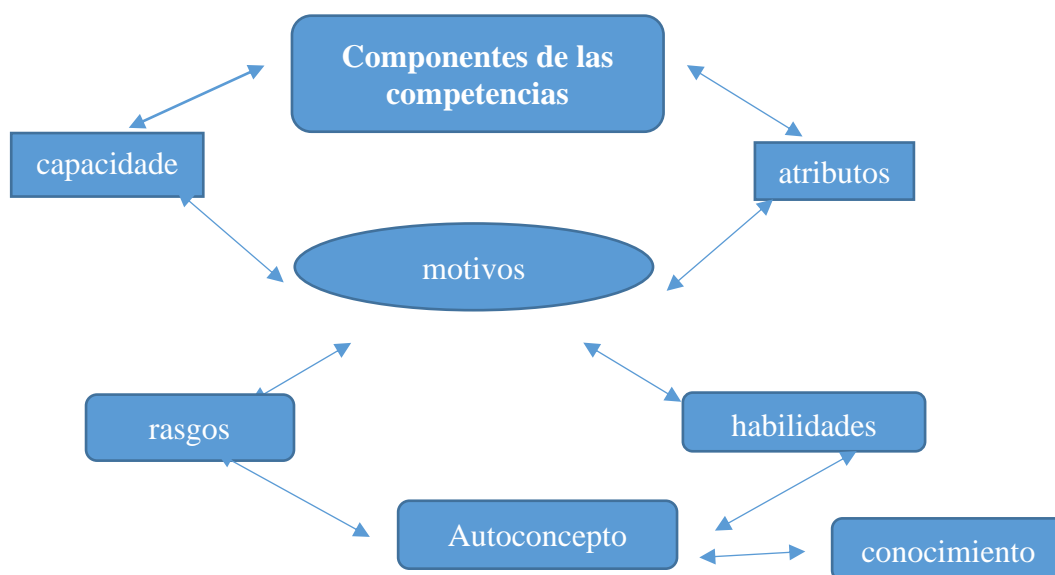 Componentes de las
competencias
capacidade
atributos
motivos
rasgos
habilidades
Autoconcepto
conocimiento